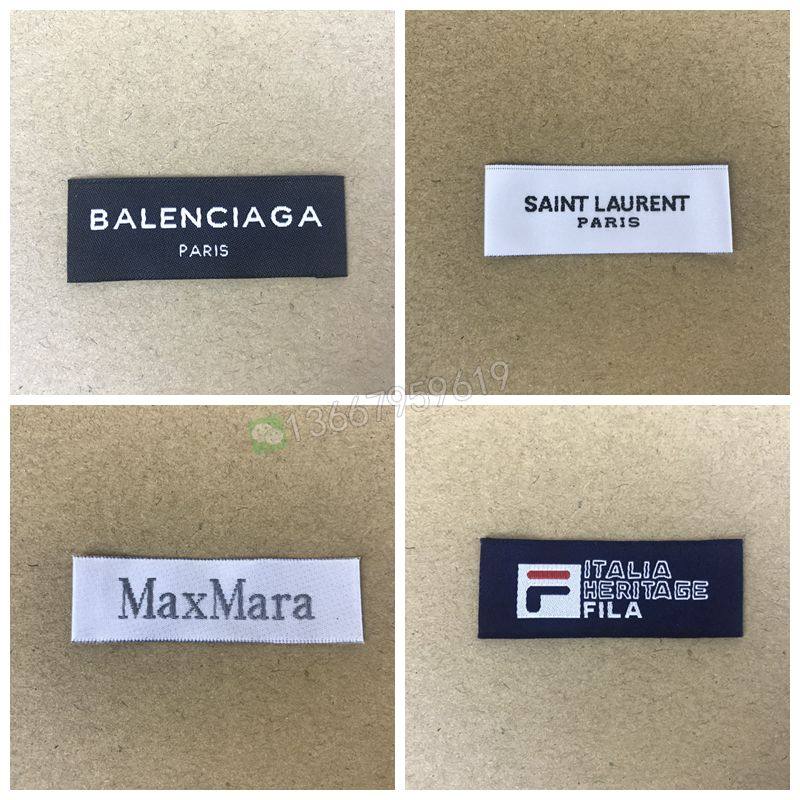 BALENCIAGA
PARIS
SAINT LAURENT
PARIS
13667959619
MaxMara
ITALIA
HERITAGE
FILA